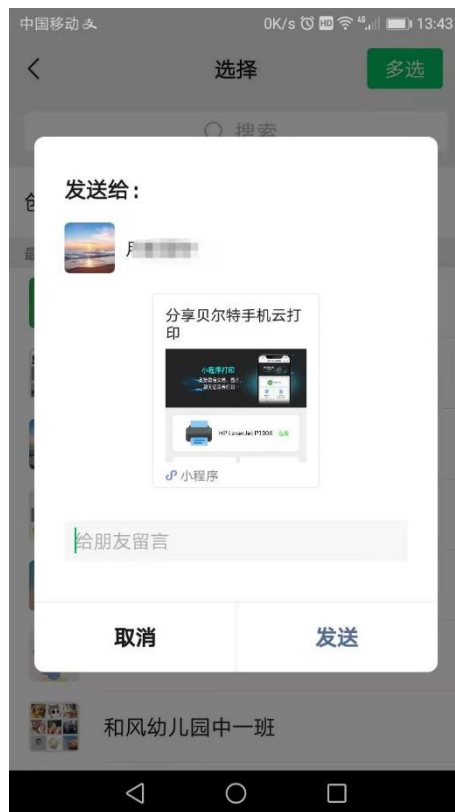 中国移动
0K/s HD 46 13:43
选择
多选
搜索
发送给：
分享贝尔特手机云打
印
小程序打印
HP LaserJet P1008
小程序
给朋友留言
取消
发送
和风幼儿园中一班